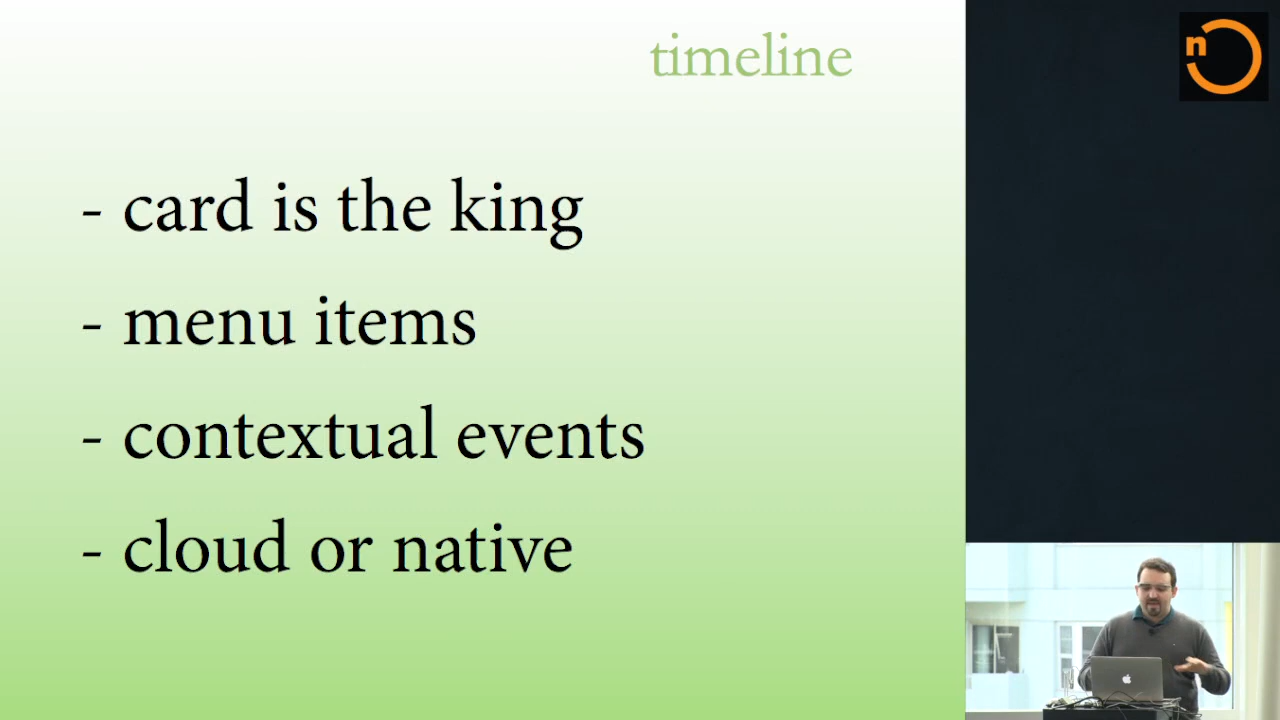 timeline
n
- card is the king
- menu items
- contextual events
- cloud or native